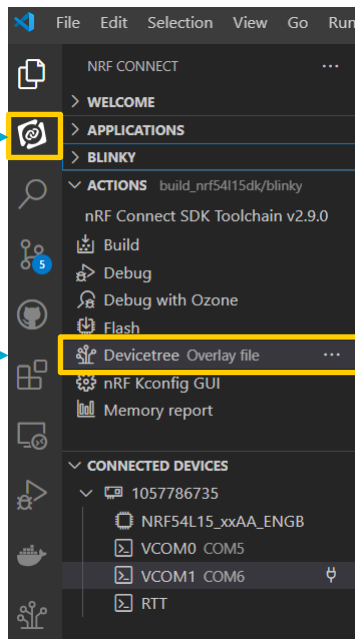 File Edit Selection View Go Run
NRF CONNECT ...
WELCOME
APPLICATIONS
BLINKY
ACTIONS build_nrf54l15dk/blinky
nRF Connect SDK Toolchain v2.9.0
Build
Debug
Debug with Ozone
Flash
Devicetree Overlay file ...
nRF Kconfig GUI
Memory report
5
CONNECTED DEVICES
1057786735
NRF54L15_xxAA_ENGB
VCOM0 COM5
VCOM1 COM6
RTT